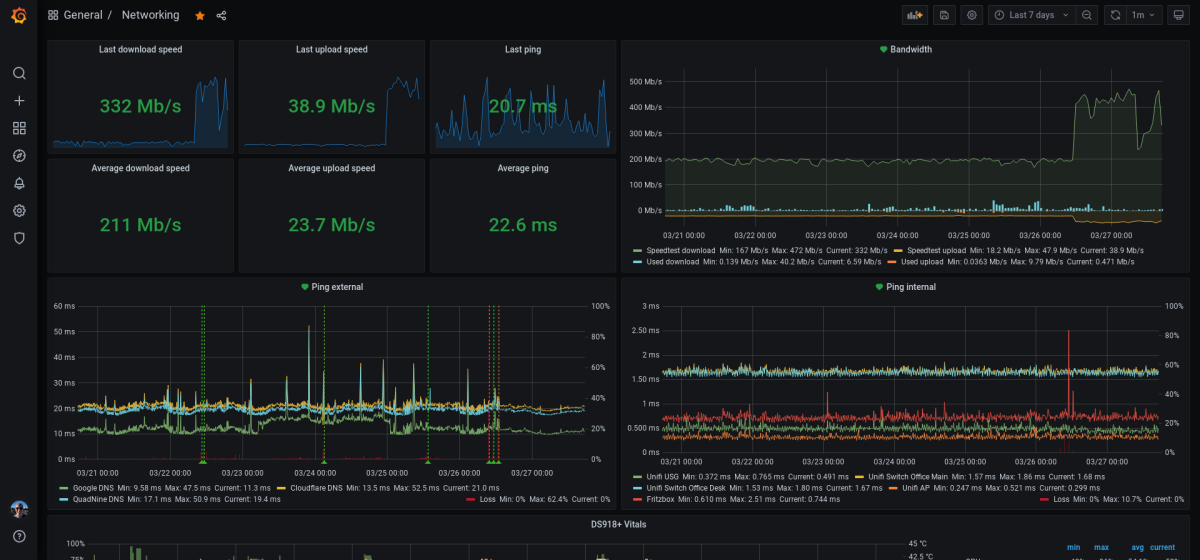 General / Networking
Last 7 days
1m
Last download speed
332 Mb/s
Last upload speed
38.9 Mb/s
Last ping
20.7 ms
Average download speed
211 Mb/s
Average upload speed
23.7 Mb/s
Average ping
22.6 ms
Bandwidth
500 Mb/s
400 Mb/s
300 Mb/s
200 Mb/s
100 Mb/s
0 Mb/s
03/21 00:00 03/22 00:00 03/23 00:00 03/24 00:00 03/25 00:00 03/26 00:00 03/27 00:00
Speedtest download Min: 167 Mb/s Max: 472 Mb/s Current: 332 Mb/s Speedtest upload Min: 18.2 Mb/s Max: 47.9 Mb/s Current: 38.9 Mb/s
Used download Min: 0.139 Mb/s Max: 40.2 Mb/s Current: 6.59 Mb/s Used upload Min: 0.0363 Mb/s Max: 9.79 Mb/s Current: 0.471 Mb/s
Ping external
60 ms
50 ms
40 ms
30 ms
20 ms
10 ms
0 ms
100%
80%
60%
40%
20%
0%
03/21 00:00 03/22 00:00 03/23 00:00 03/24 00:00 03/25 00:00 03/26 00:00 03/27 00:00
Google DNS Min: 9.58 ms Max: 47.5 ms Current: 11.3 ms Cloudflare DNS Min: 13.5 ms Max: 52.5 ms Current: 21.0 ms
QuadNine DNS Min: 17.1 ms Max: 50.9 ms Current: 19.4 ms Loss Min: 0% Max: 62.4% Current: 0%
Ping internal
3 ms
2.50 ms
2 ms
1.50 ms
1 ms
0.500 ms
0 ms
100%
80%
60%
40%
20%
0%
03/21 00:00 03/22 00:00 03/23 00:00 03/24 00:00 03/25 00:00 03/26 00:00 03/27 00:00
Unifi USG Min: 0.372 ms Max: 0.765 ms Current: 0.491 ms Unifi Switch Office Main Min: 1.57 ms Max: 1.86 ms Current: 1.68 ms
Unifi Switch Office Desk Min: 1.53 ms Max: 1.80 ms Current: 1.67 ms Unifi AP Min: 0.247 ms Max: 0.521 ms Current: 0.299 ms
Fritzbox Min: 0.610 ms Max: 2.51 ms Current: 0.744 ms Loss Min: 0% Max: 10.7% Current: 0%
DS918+ Vitals
100%
75%
45 °C
42.5 °C
min max avg current